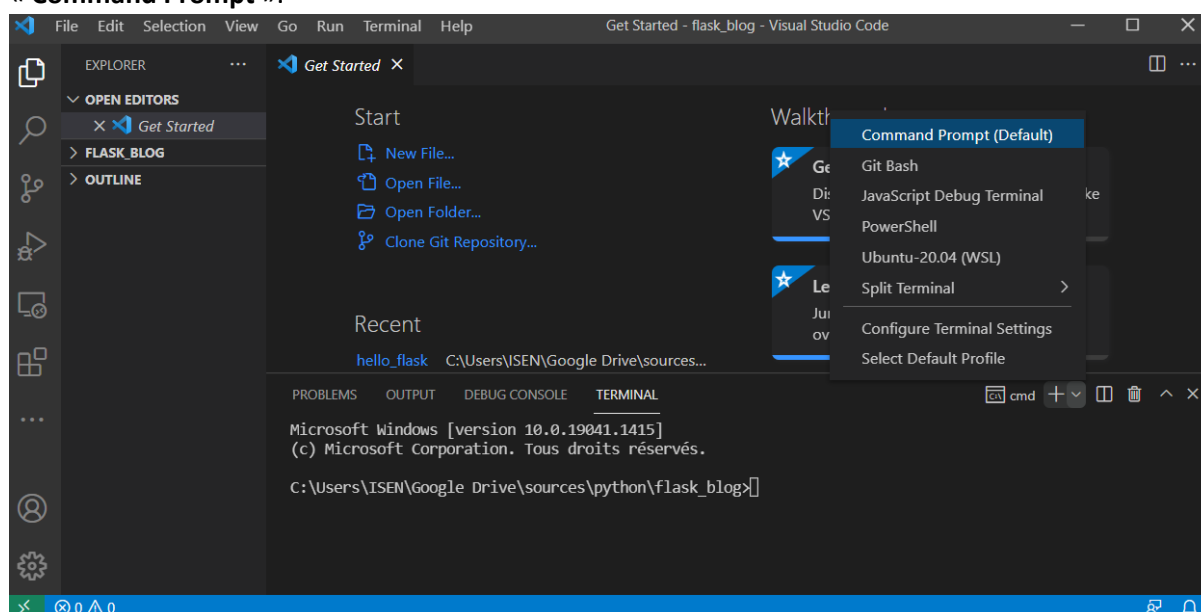 « Command Prompt ».
File Edit Selection View Go Run Terminal Help Get Started - flask_blog - Visual Studio Code
EXPLORER
Get Started
OPEN EDITORS
Get Started
FLASK_BLOG
OUTLINE
Start
New File...
Open File...
Open Folder...
Clone Git Repository...
Recent
hello_flask C:\Users\ISEN\Google Drive\sources...
Command Prompt (Default)
Git Bash
JavaScript Debug Terminal
PowerShell
Ubuntu-20.04 (WSL)
Split Terminal
Configure Terminal Settings
Select Default Profile
PROBLEMS OUTPUT DEBUG CONSOLE TERMINAL cmd
Microsoft Windows [version 10.0.19041.1415]
(c) Microsoft Corporation. Tous droits réservés.
C:\Users\ISEN\Google Drive\sources\python\flask_blog>
0 0